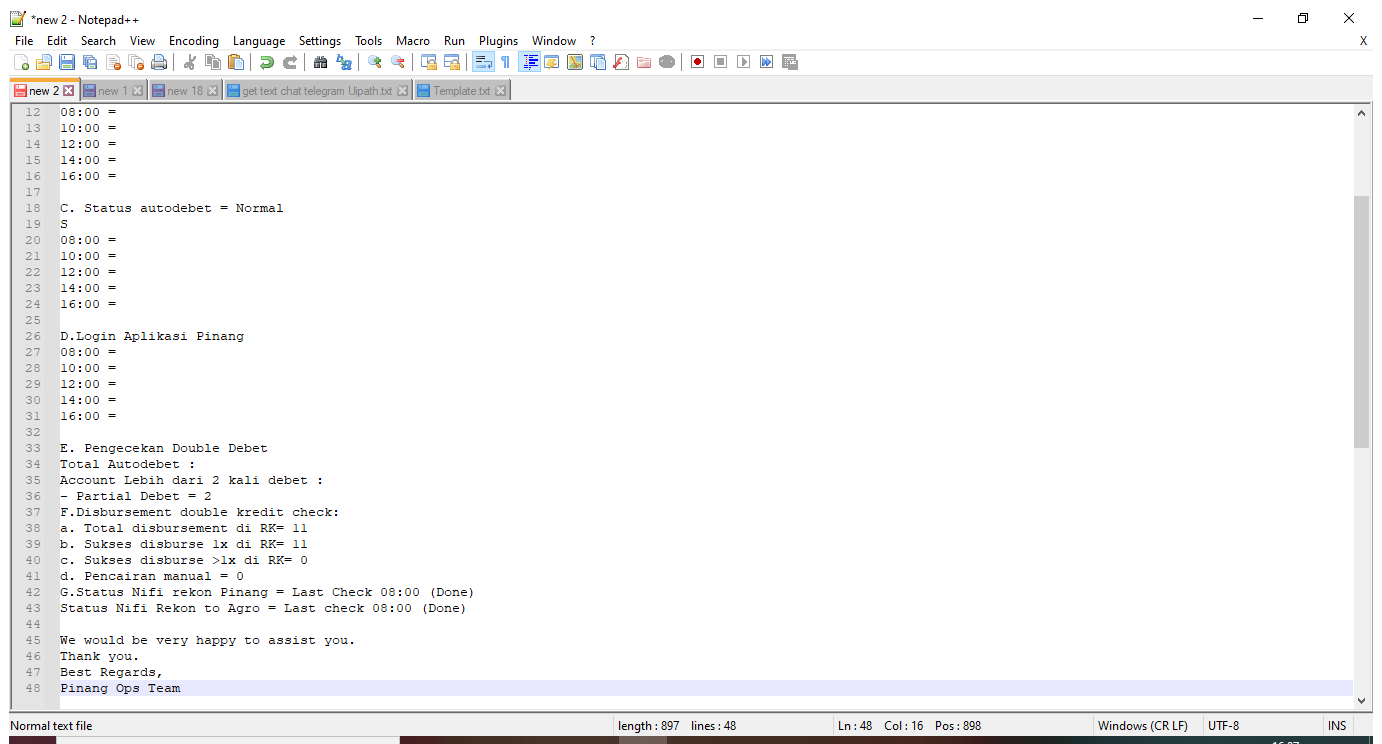 *new 2 - Notepad++
File Edit Search View Encoding Language Settings Tools Macro Run Plugins Window ? X
new 2 new 1 new 18 get text chat telegram Uipath.txt Template.txt
12 08:00 =
13 10:00 =
14 12:00 =
15 14:00 =
16 16:00 =
17
18 C. Status autodebet = Normal
19 S
20 08:00 =
21 10:00 =
22 12:00 =
23 14:00 =
24 16:00 =
25
26 D.Login Aplikasi Pinang
27 08:00 =
28 10:00 =
29 12:00 =
30 14:00 =
31 16:00 =
32
33 E. Pengecekan Double Debet
34 Total Autodebet :
35 Account Lebih dari 2 kali debet :
36 - Partial Debet = 2
37 F.Disbursement double kredit check:
38 a. Total disbursement di RK= 11
39 b. Sukses disburse 1x di RK= 11
40 c. Sukses disburse >1x di RK= 0
41 d. Pencairan manual = 0
42 G.Status Nifi rekon Pinang = Last Check 08:00 (Done)
43 Status Nifi Rekon to Agro = Last check 08:00 (Done)
44
45 We would be very happy to assist you.
46 Thank you.
47 Best Regards,
48 Pinang Ops Team
Normal text file length : 897 lines : 48 Ln : 48 Col : 16 Pos : 898 Windows (CR LF) UTF-8 INS